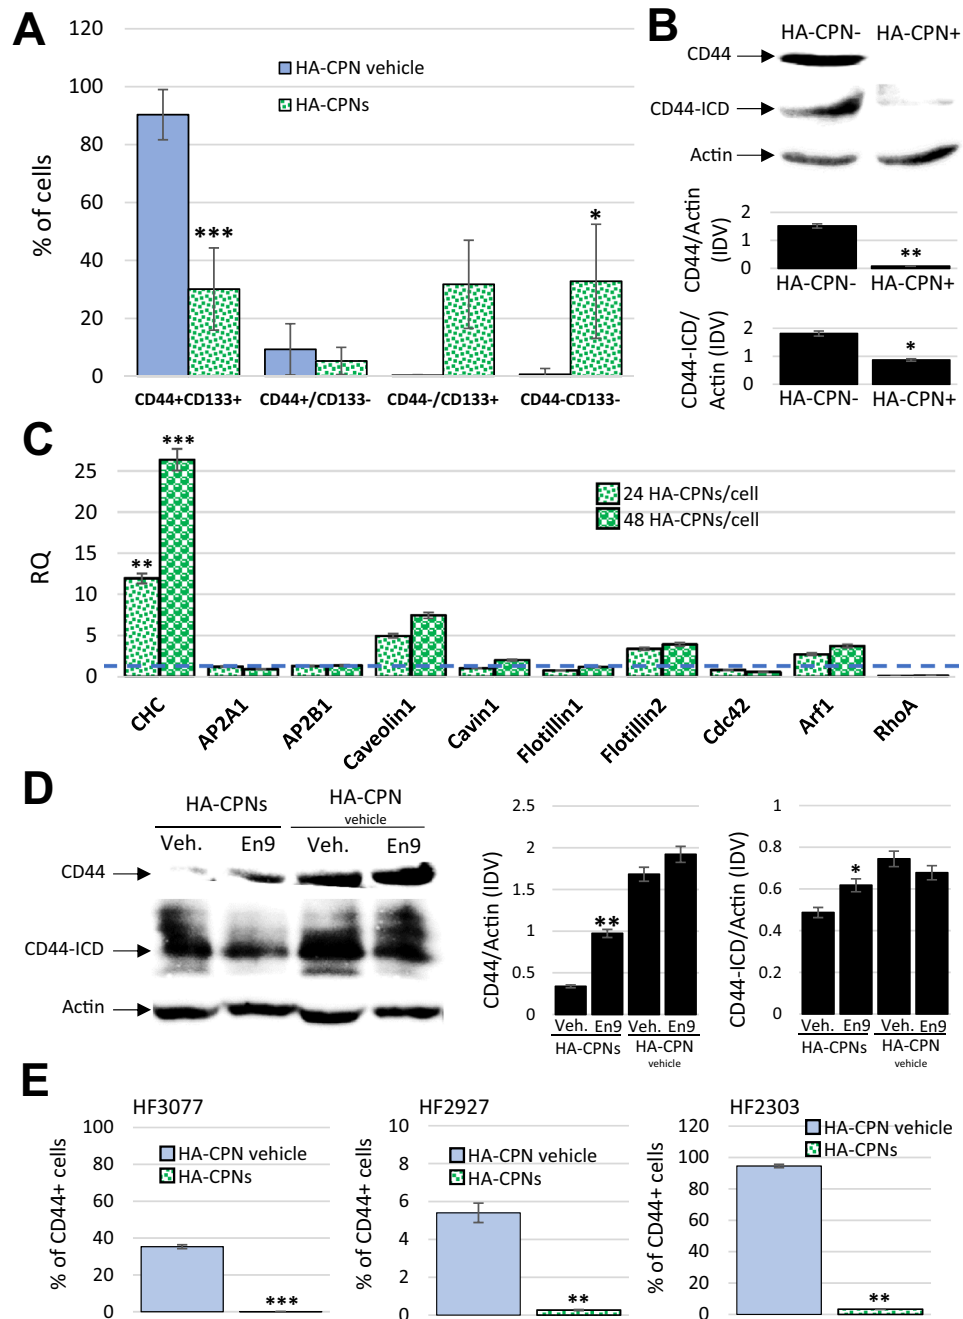 A
120
100
80
60
40
20
0
% of cells
HA-CPN vehicle
HA-CPNs
***
*
CD44+CD133+ CD44+/CD133- CD44-/CD133+ CD44-CD133-
B
HA-CPN- HA-CPN+
CD44
CD44-ICD
Actin
CD44/Actin
(IDV)
2
1
0
**
HA-CPN- HA-CPN+
CD44-ICD/
Actin (IDV)
2
1
0
*
HA-CPN- HA-CPN+
C
RQ
25
20
15
10
5
0
***
**
24 HA-CPNs/cell
48 HA-CPNs/cell
CHC AP2A1 AP2B1 Caveolin1 Cavin1 Flotillin1 Flotillin2 Cdc42 Arf1 RhoA
D
HA-CPNs HA-CPN
vehicle
Veh. En9 Veh. En9
CD44
CD44-ICD
Actin
CD44/Actin (IDV)
2.5
2
1.5
1
0.5
0
**
Veh. En9 Veh. En9
HA-CPNs HA-CPN
vehicle
CD44-ICD/Actin (IDV)
1
0.8
0.6
0.4
0.2
0
*
Veh. En9 Veh. En9
HA-CPNs HA-CPN
vehicle
E
HF3077
% of CD44+ cells
100
80
60
40
20
0
HA-CPN vehicle
HA-CPNs
***
HF2927
% of CD44+ cells
10
8
6
4
2
0
HA-CPN vehicle
HA-CPNs
**
HF2303
% of CD44+ cells
120
100
80
60
40
20
0
HA-CPN vehicle
HA-CPNs
**